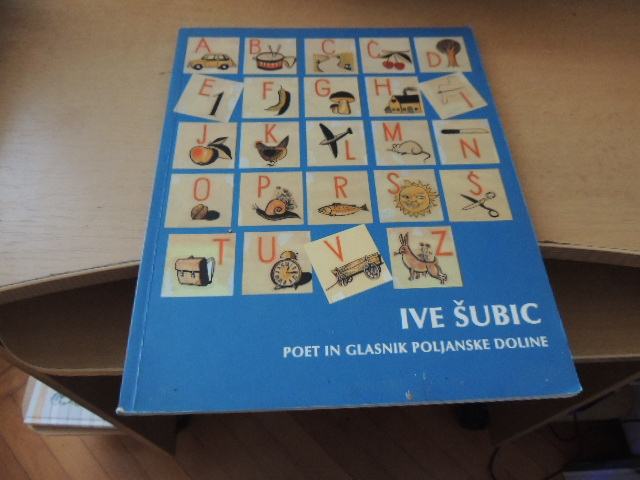 A B C Č D
E F G H I
J K L M N
O P R S Š
T U V Z
IVE ŠUBIC
POET IN GLASNIK POLJANSKE DOLINE